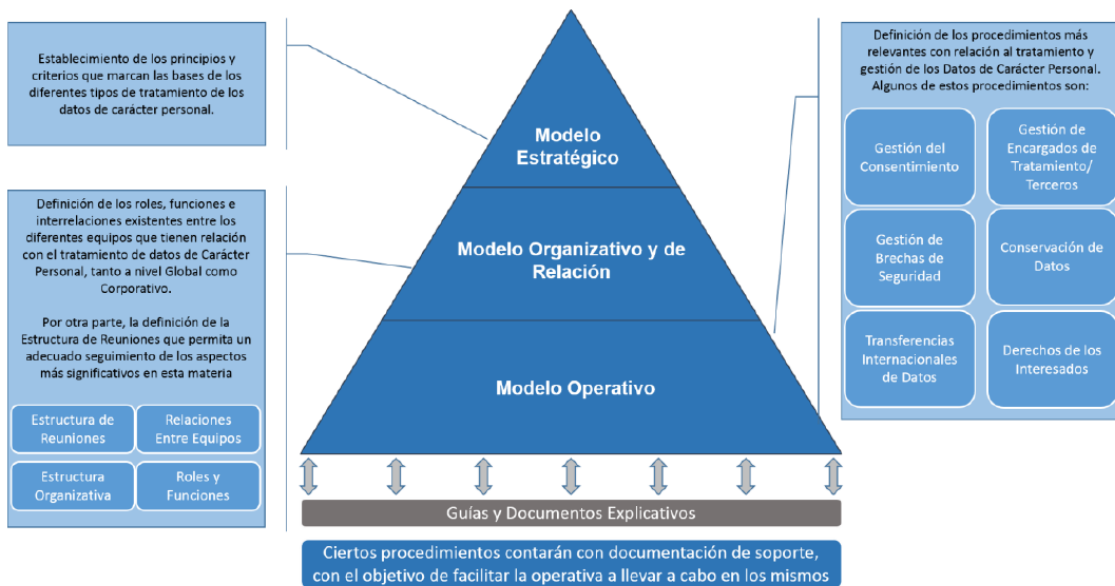 Establecimiento de los principios y
criterios que marcan las bases de los
diferentes tipos de tratamiento de los
datos de carácter personal.
Definición de los roles, funciones e
interrelaciones existentes entre los
diferentes equipos que tienen relación
con el tratamiento de datos de Carácter
Personal, tanto a nivel Global como
Corporativo.
Por otra parte, la definición de la
Estructura de Reuniones que permita un
adecuado seguimiento de los aspectos
más significativos en esta materia
Estructura de
Reuniones
Relaciones
Entre Equipos
Estructura
Organizativa
Roles y
Funciones
Modelo
Estratégico
Modelo Organizativo y de
Relación
Modelo Operativo
Guías y Documentos Explicativos
Ciertos procedimientos contarán con documentación de soporte,
con el objetivo de facilitar la operativa a llevar a cabo en los mismos
Definición de los procedimientos más
relevantes con relación al tratamiento y
gestión de los Datos de Carácter Personal.
Algunos de estos procedimientos son:
Gestión del
Consentimiento
Gestión de
Encargados de
Tratamiento/
Terceros
Gestión de
Brechas de
Seguridad
Conservación de
Datos
Transferencias
Internacionales
de Datos
Derechos de los
Interesados